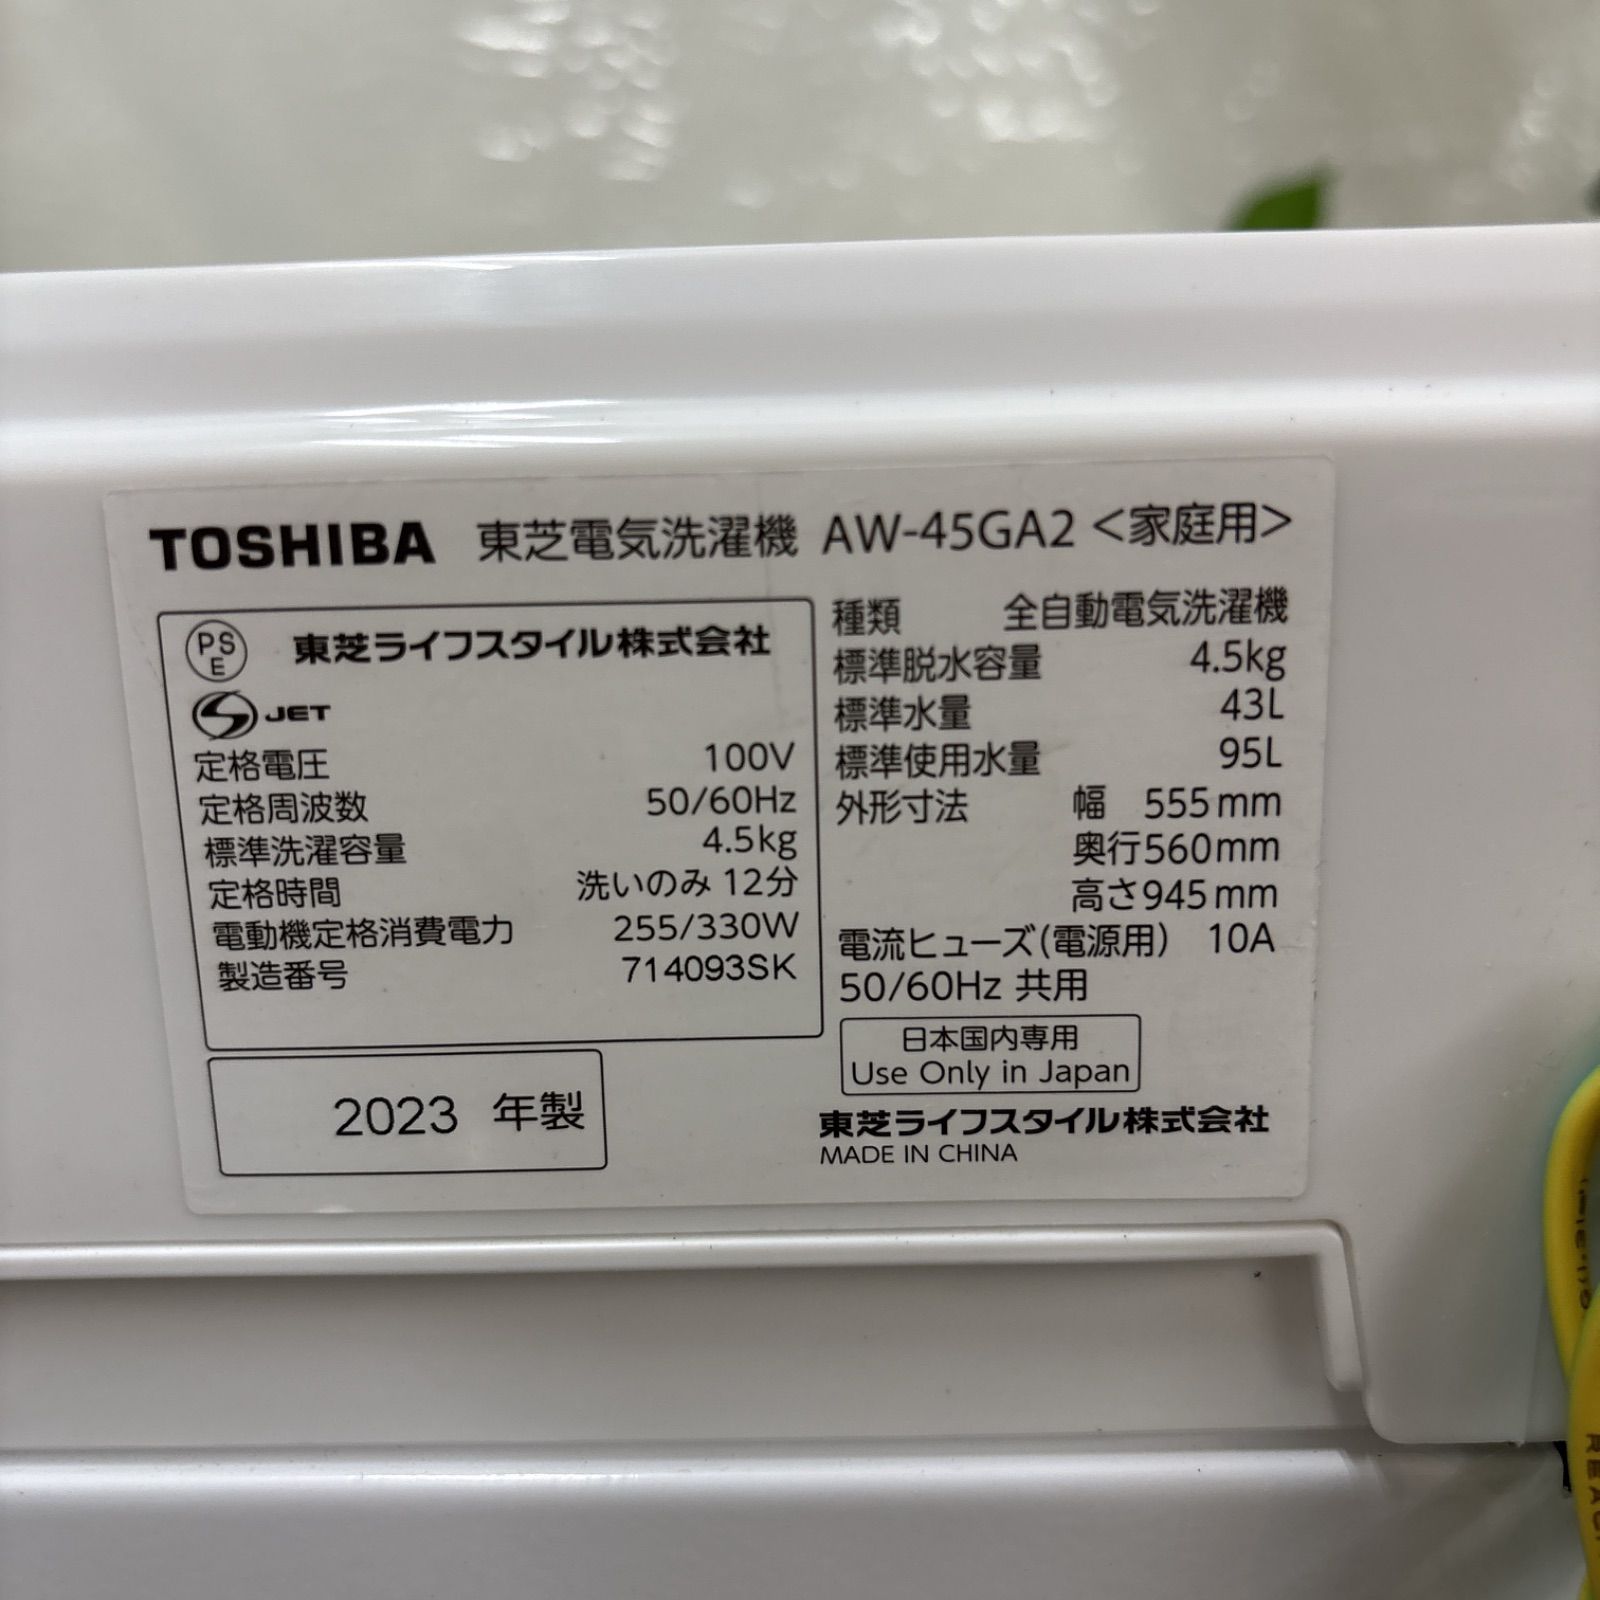 TOSHIBA 東芝電気洗濯機 AW-45GA2 <家庭用>
PS
E
東芝ライフスタイル株式会社
S JET
定格電圧 100V
定格周波数 50/60Hz
標準洗濯容量 4.5kg
定格時間 洗いのみ 12分
電動機定格消費電力 255/330W
製造番号 714093SK
2023 年製
種類 全自動電気洗濯機
標準脱水容量 4.5kg
標準水量 43L
標準使用水量 95L
外形寸法 幅 555mm
奥行560mm
高さ945mm
電流ヒューズ(電源用) 10A
50/60Hz 共用
日本国内専用
Use Only in Japan
東芝ライフスタイル株式会社
MADE IN CHINA